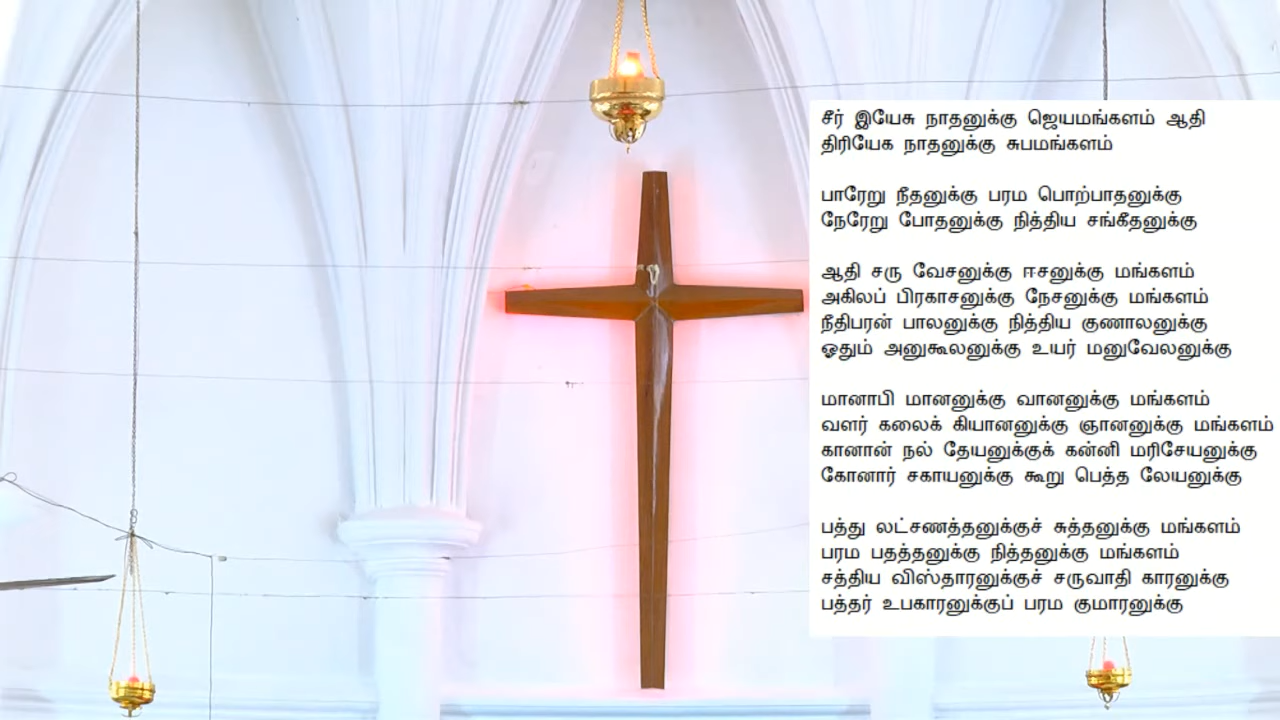 சீர் இயேசு நாதனுக்கு ஜெயமங்களம் ஆதி
திரியேக நாதனுக்கு சுபமங்களம்
பாரேறு நீதனுக்கு பரம பொற்பாதனுக்கு
நேரேறு போதனுக்கு நித்திய சங்கீதனுக்கு
ஆதி சரு வேசனுக்கு ஈசனுக்கு மங்களம்
அகிலப் பிரகாசனுக்கு நேசனுக்கு மங்களம்
நீதிபரன் பாலனுக்கு நித்திய குணாலனுக்கு
ஓதும் அனுகூலனுக்கு உயர் மனுவேலனுக்கு
மானாபி மானனுக்கு வானனுக்கு மங்களம்
வளர் கலைக் கியானனுக்கு ஞானனுக்கு மங்களம்
கானான் நல் தேயனுக்குக் கன்னி மரிசேயனுக்கு
கோனார் சகாயனுக்கு கூறு பெத்த லேயனுக்கு
பத்து லட்சணத்தனுக்குச் சுத்தனுக்கு மங்களம்
பரம பதத்தனுக்கு நித்தனுக்கு மங்களம்
சத்திய விஸ்தாரனுக்குச் சருவாதி காரனுக்கு
பத்தர் உபகாரனுக்குப் பரம குமாரனுக்கு